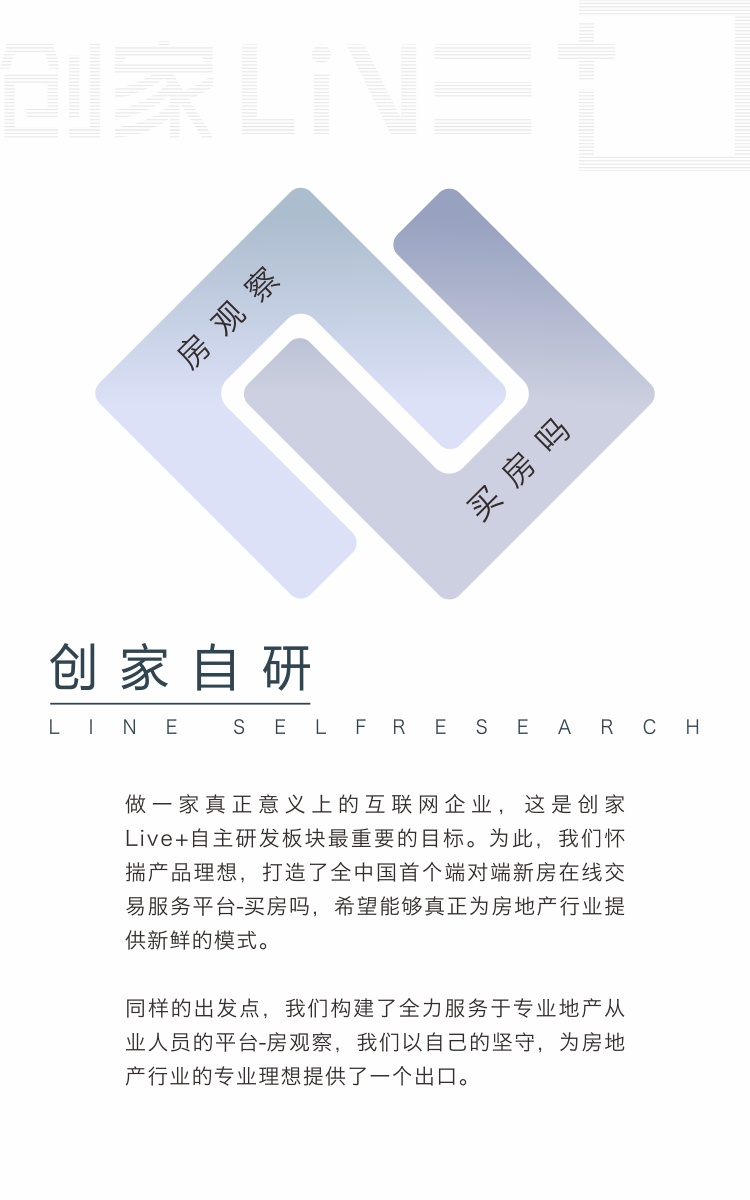 创家LiNE+
房观察
买房吗
创家自研
LINE SELFRESEARCH
做一家真正意义上的互联网企业，这是创家
Live+自主研发板块最重要的目标。为此，我们怀
揣产品理想，打造了全中国首个端对端新房在线交
易服务平台-买房吗，希望能够真正为房地产行业提
供新鲜的模式。
同样的出发点，我们构建了全力服务于专业地产从
业人员的平台-房观察，我们以自己的坚守，为房地
产行业的专业理想提供了一个出口。